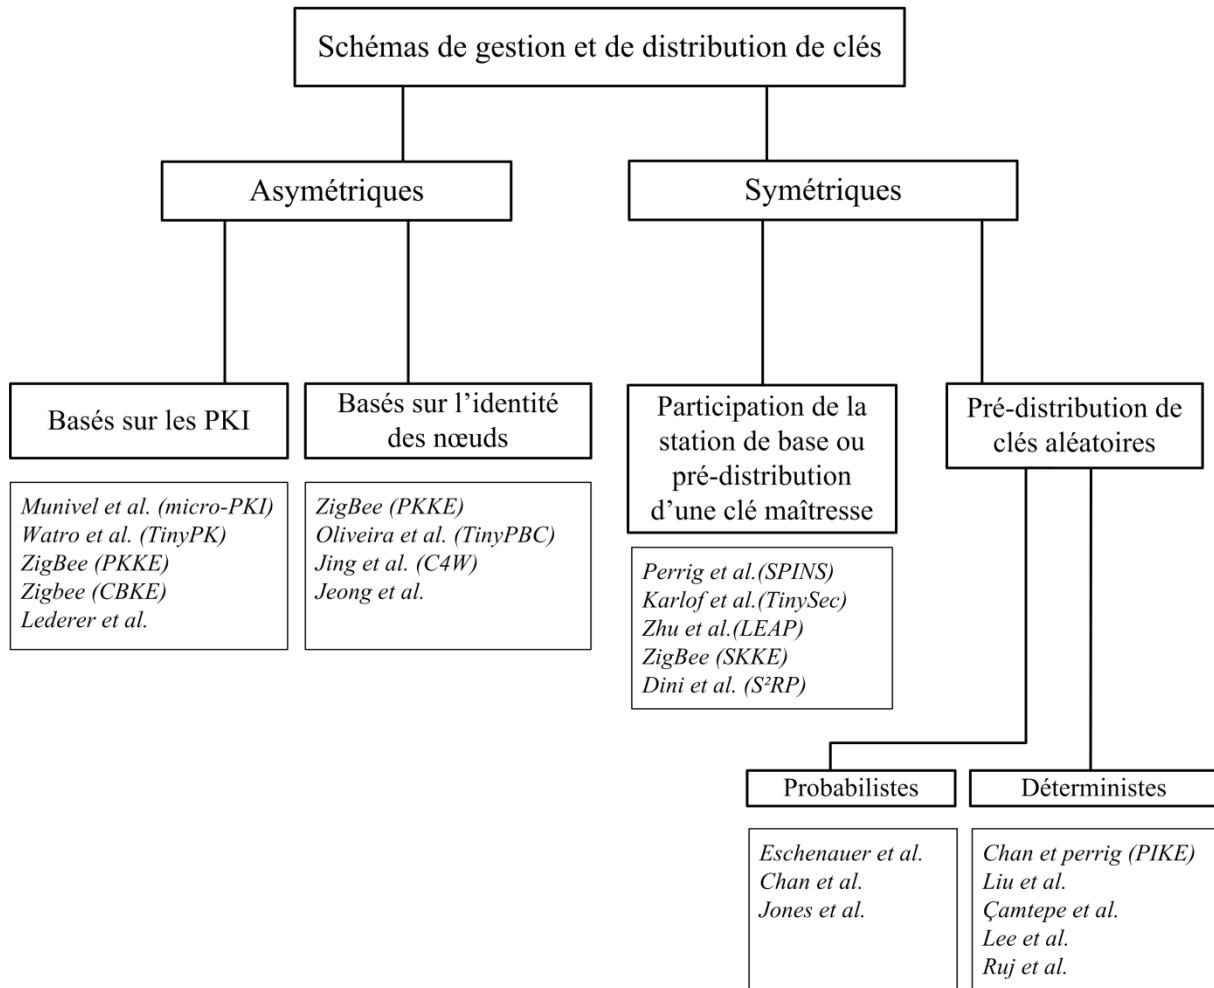 Schémas de gestion et de distribution de clés
Asymétriques
Symétriques
Basés sur les PKI
Basés sur l’identité
des nœuds
Participation de la
station de base ou
pré-distribution
d’une clé maîtresse
Pré-distribution de
clés aléatoires
Munivel et al. (micro-PKI)
Watro et al. (TinyPK)
ZigBee (PKKE)
Zigbee (CBKE)
Lederer et al.
ZigBee (PKKE)
Oliveira et al. (TinyPBC)
Jing et al. (C4W)
Jeong et al.
Perrig et al.(SPINS)
Karlof et al.(TinySec)
Zhu et al.(LEAP)
ZigBee (SKKE)
Dini et al. (S²RP)
Probabilistes
Déterministes
Eschenauer et al.
Chan et al.
Jones et al.
Chan et perrig (PIKE)
Liu et al.
Çamtepe et al.
Lee et al.
Ruj et al.